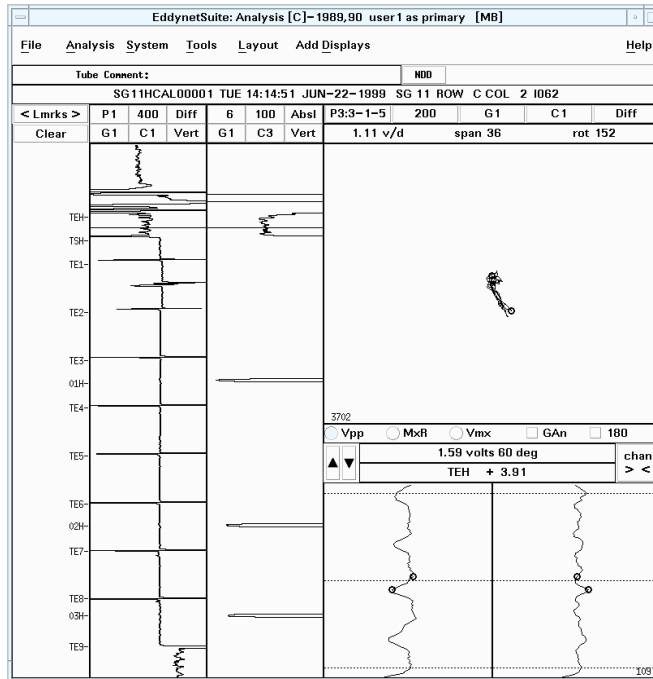 EddynetSuite: Analysis [C]-1989,90 user1 as primary [MB]
File Analysis System Tools Layout Add Displays Help
Tube Comment: NDD
SG11HCAL00001 TUE 14:14:51 JUN-22-1999 SG 11 ROW C COL 2 I062
< Lmrks > P1 400 Diff 6 100 Absl P3:3-1-5 200 G1 C1 Diff
Clear G1 C1 Vert G1 C3 Vert 1.11 v/d span 36 rot 152
TEH
TSH
TE1
TE2
TE3
01H
TE4
TE5
TE6
02H
TE7
TE8
03H
TE9
3702
Vpp MxR Vmx GAn 180
1.59 volts 60 deg
TEH + 3.91
chan
> <
109